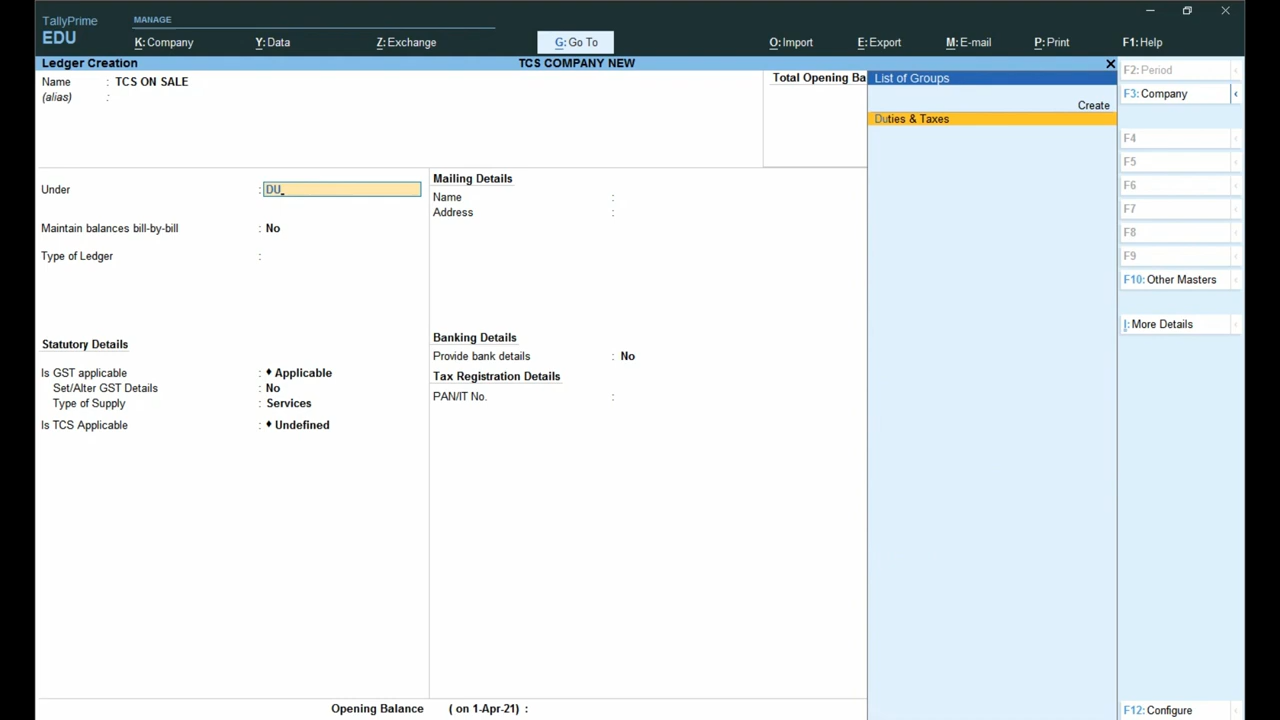 TallyPrime
EDU
MANAGE
K: Company
Y: Data
Z: Exchange
G: Go To
O: Import
E: Export
M: E-mail
P: Print
F1: Help
Ledger Creation
TCS COMPANY NEW
Name : TCS ON SALE
(alias) :
Total Opening Ba
List of Groups
Create
Duties & Taxes
Under : DU
Maintain balances bill-by-bill : No
Type of Ledger :
Statutory Details
Is GST applicable : ♦ Applicable
Set/Alter GST Details : No
Type of Supply : Services
Is TCS Applicable : ♦ Undefined
Mailing Details
Name :
Address :
Banking Details
Provide bank details : No
Tax Registration Details
PAN/IT No. :
Opening Balance ( on 1-Apr-21) :
F2: Period
F3: Company
F4
F5
F6
F7
F8
F9
F10: Other Masters
I: More Details
F12: Configure